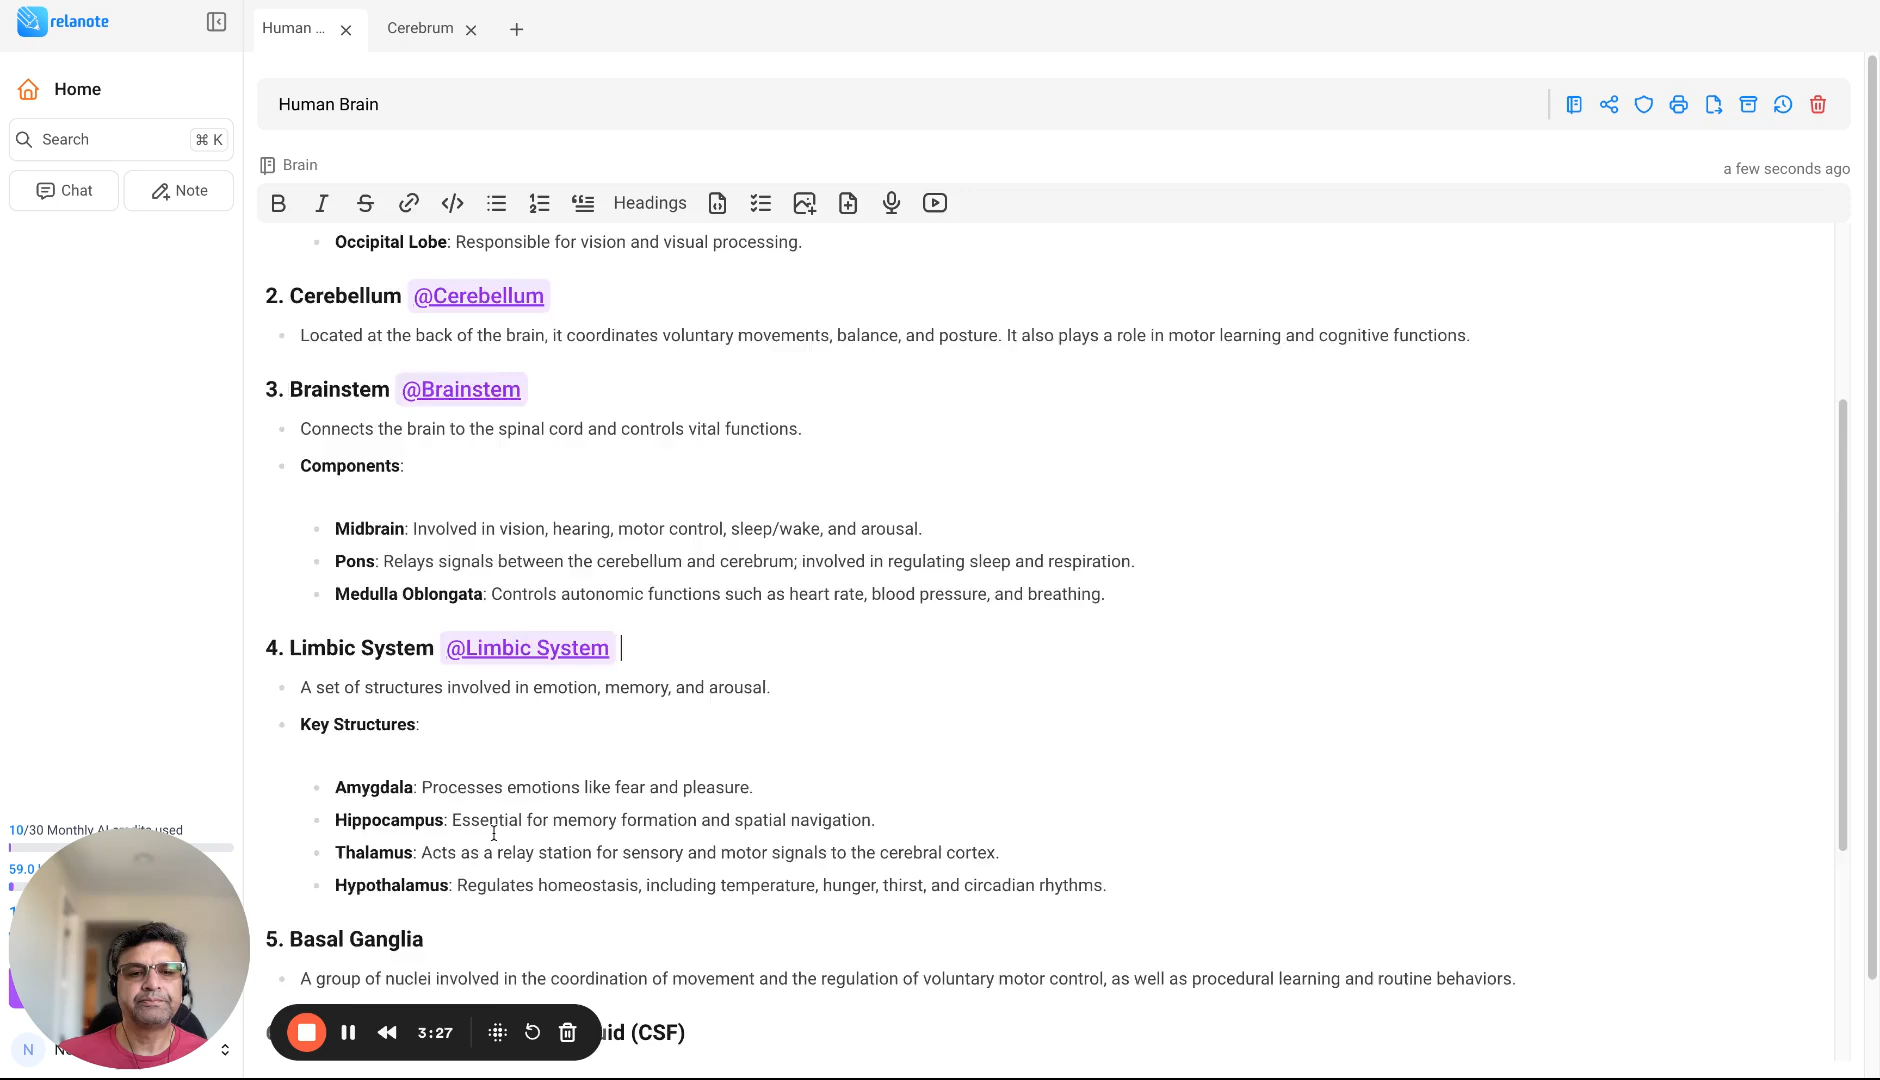 relanote
Human ...
Cerebrum
Home
Search ⌘ K
Chat
Note
Human Brain
Brain
a few seconds ago
Headings
Occipital Lobe: Responsible for vision and visual processing.
2. Cerebellum @Cerebellum
Located at the back of the brain, it coordinates voluntary movements, balance, and posture. It also plays a role in motor learning and cognitive functions.
3. Brainstem @Brainstem
Connects the brain to the spinal cord and controls vital functions.
Components:
Midbrain: Involved in vision, hearing, motor control, sleep/wake, and arousal.
Pons: Relays signals between the cerebellum and cerebrum; involved in regulating sleep and respiration.
Medulla Oblongata: Controls autonomic functions such as heart rate, blood pressure, and breathing.
4. Limbic System @Limbic System
A set of structures involved in emotion, memory, and arousal.
Key Structures:
Amygdala: Processes emotions like fear and pleasure.
Hippocampus: Essential for memory formation and spatial navigation.
Thalamus: Acts as a relay station for sensory and motor signals to the cerebral cortex.
Hypothalamus: Regulates homeostasis, including temperature, hunger, thirst, and circadian rhythms.
5. Basal Ganglia
A group of nuclei involved in the coordination of movement and the regulation of voluntary motor control, as well as procedural learning and routine behaviors.
(CSF)
10/30 Monthly used
59.0
N
3:27